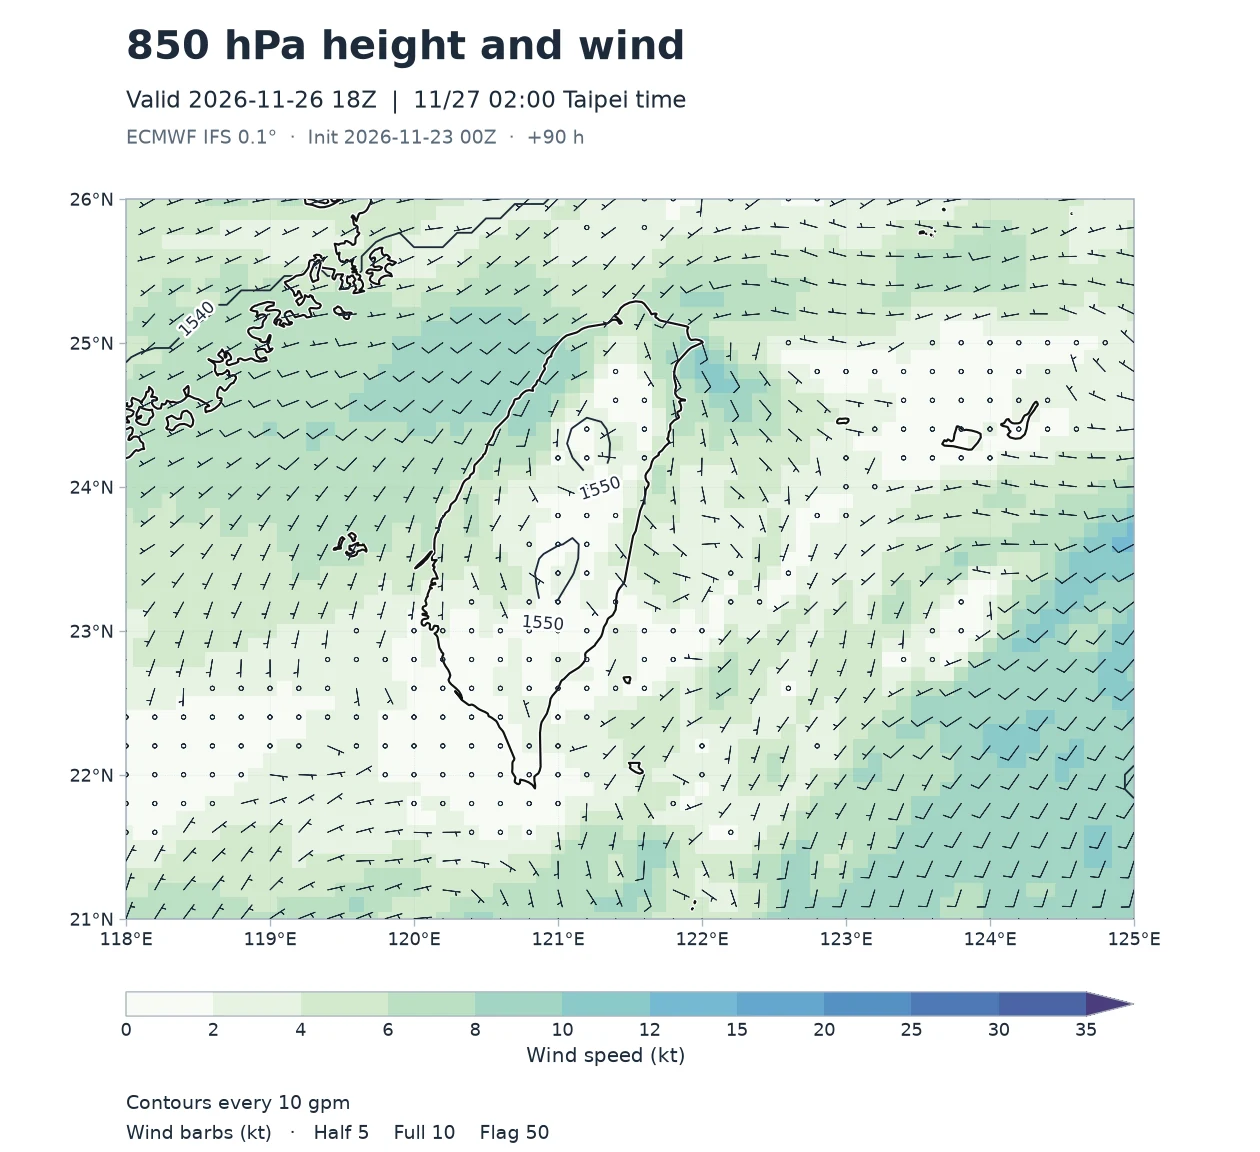 850 hPa height and wind
Valid 2026-11-26 18Z | 11/27 02:00 Taipei time
ECMWF IFS 0.1° · Init 2026-11-23 00Z · +90 h
26°N
1540
25°N
1550
24°N
1550
23°N
22°N
21°N
118°E 119°E 120°E 121°E 122°E 123°E 124°E 125°E
0 2 4 6 8 10 12 15 20 25 30 35
Wind speed (kt)
Contours every 10 gpm
Wind barbs (kt) · Half 5 Full 10 Flag 50